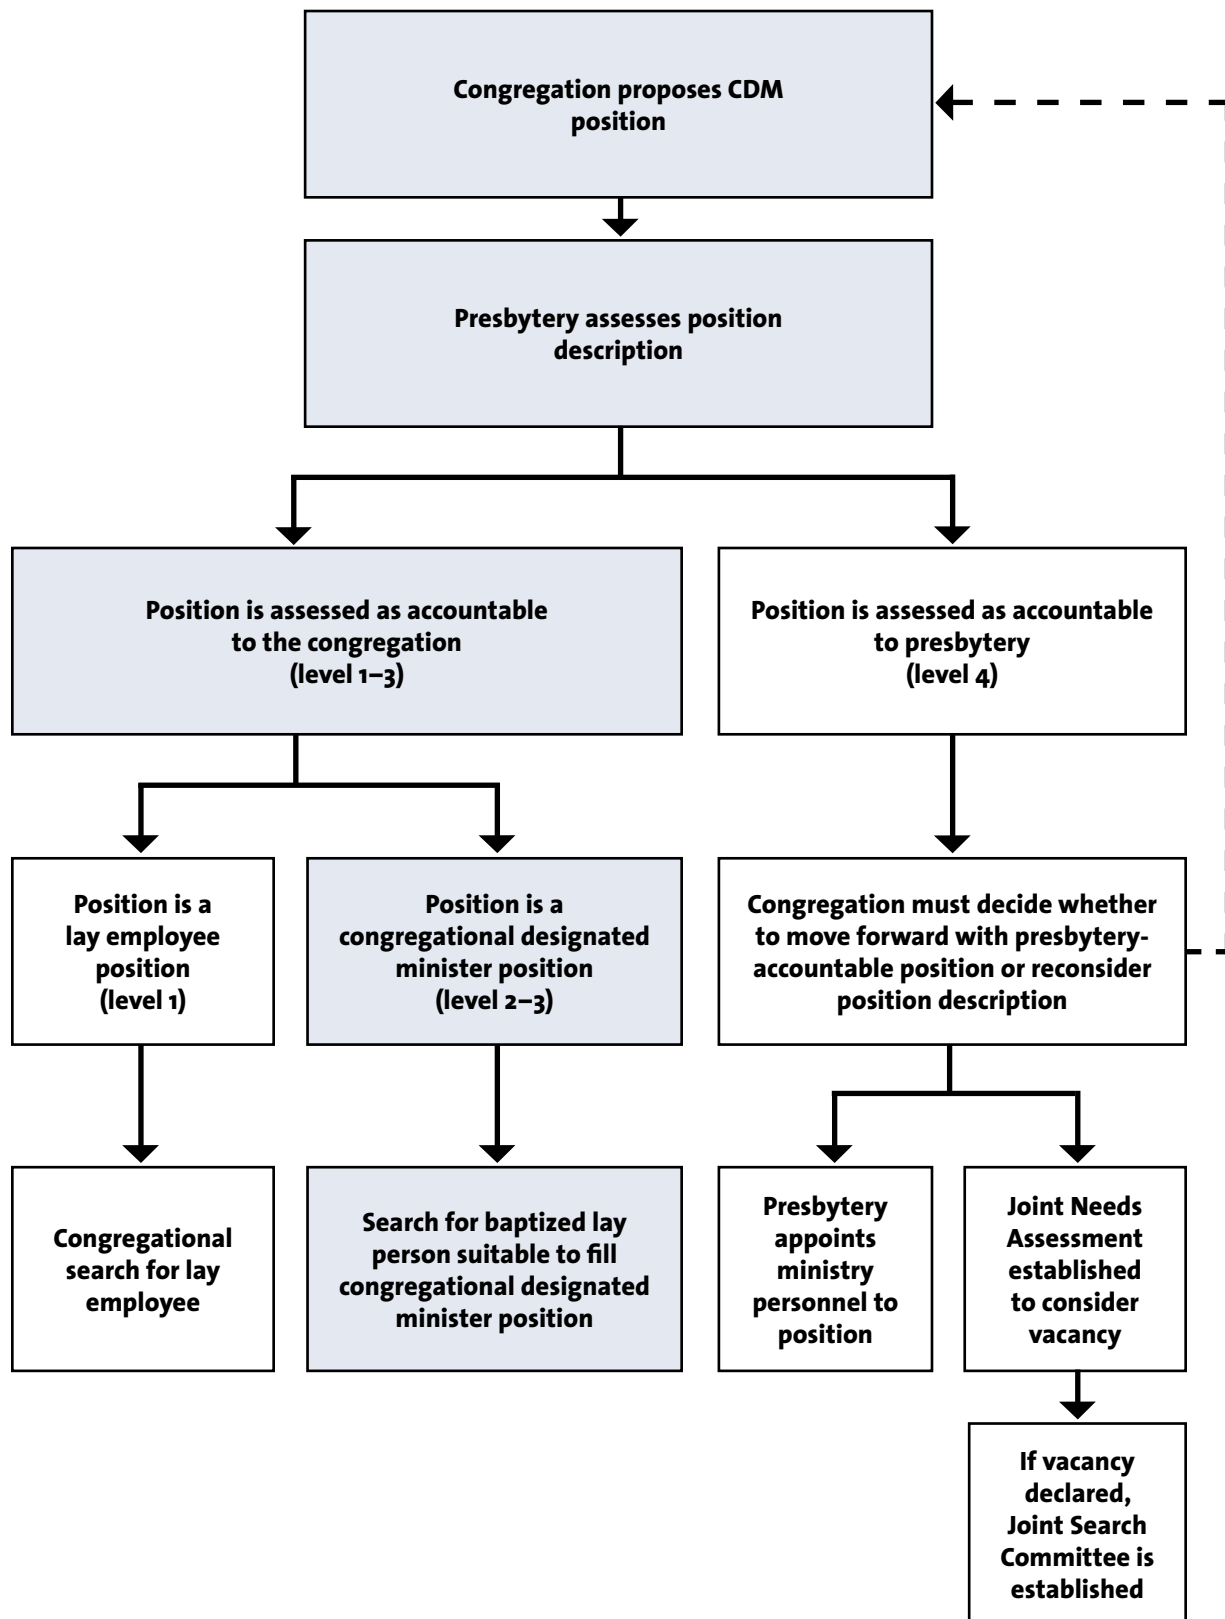 Congregation proposes CDM
position
Presbytery assesses position
description
Position is assessed as accountable
to the congregation
(level 1–3)
Position is assessed as accountable
to presbytery
(level 4)
Position is a
lay employee
position
(level 1)
Position is a
congregational designated
minister position
(level 2–3)
Congregation must decide whether
to move forward with presbytery-
accountable position or reconsider
position description
Congregational
search for lay
employee
Search for baptized lay
person suitable to fill
congregational designated
minister position
Presbytery
appoints
ministry
personnel to
position
Joint Needs
Assessment
established
to consider
vacancy
If vacancy
declared,
Joint Search
Committee is
established